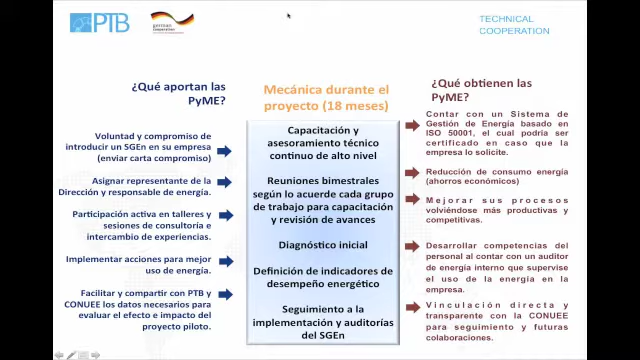 PTB
german
cooperation
TECHNICAL
COOPERATION
¿Qué aportan las
PyME?
Voluntad y compromiso de
introducir un SGEn en su empresa
(enviar carta compromiso)
Asignar representante de la
Dirección y responsable de energía.
Participación activa en talleres y
sesiones de consultoría e
intercambio de experiencias.
Implementar acciones para mejor
uso de energía.
Facilitar y compartir con PTB y
CONUEE los datos necesarios para
evaluar el efecto e impacto del
proyecto piloto.
Mecánica durante el
proyecto (18 meses)
Capacitación y
asesoramiento técnico
continuo de alto nivel
Reuniones bimestrales
según lo acuerde cada grupo
de trabajo para capacitación
y revisión de avances
Diagnóstico inicial
Definición de indicadores de
desempeño energético
Seguimiento a la
implementación y auditorías
del SGEn
¿Qué obtienen las
PyME?
Contar con un Sistema de
Gestión de Energía basado en
ISO 50001, el cual podría ser
certificado en caso que la
empresa lo solicite.
Reducción de consumo energía
(ahorros económicos)
Mejorar sus procesos
volviéndose más productivas y
competitivas.
Desarrollar competencias del
personal al contar con un auditor
de energía interno que supervise
el uso de la energía en la
empresa.
Vinculación directa y
transparente con la CONUEE
para seguimiento y futuras
colaboraciones.